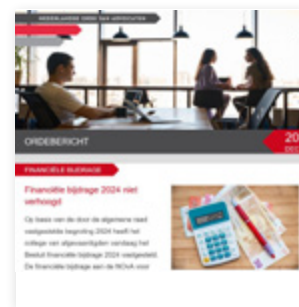 NEDERLANDSE ORDE VAN ADVOCATEN
ORDEBERICHT
20
DEC
FINANCIËLE BIJDRAGE
Financiële bijdrage 2024 niet
verhoogd
Op basis van de door de algemene raad
vastgestelde begroting 2024 heeft het
college van afgevaardigden vandaag het
Besluit financiële bijdrage 2024 vastgesteld.
De financiële bijdrage aan de NOvA voor